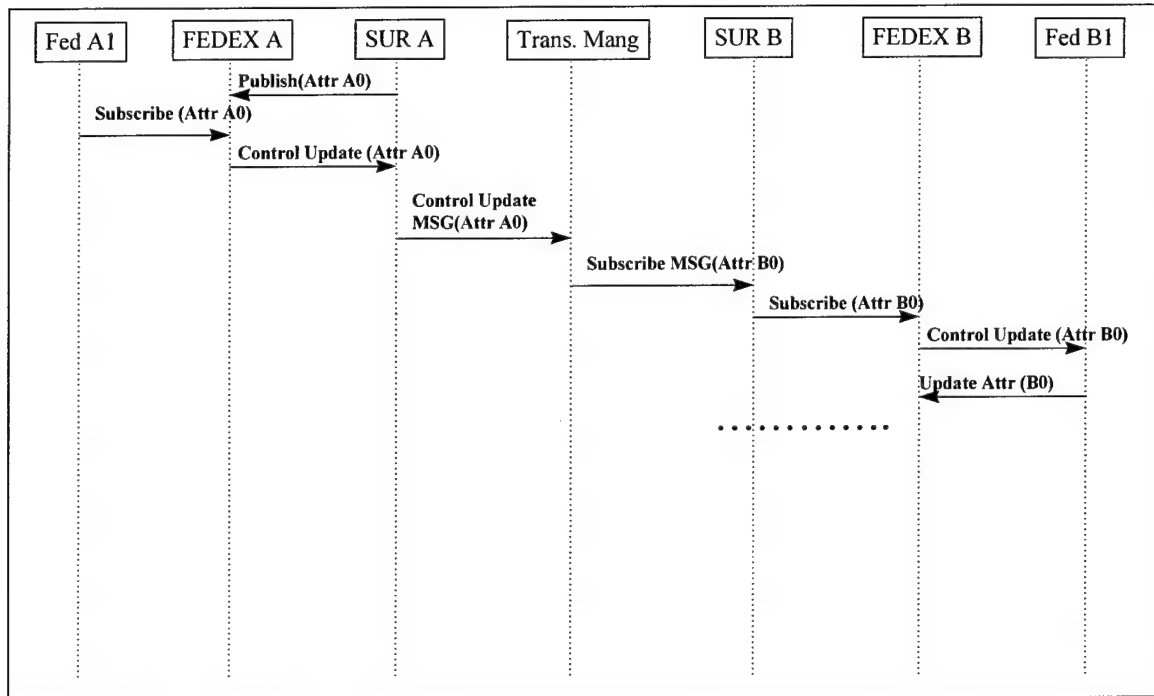 Fed A1
FEDEX A
SUR A
Trans. Mang
SUR B
FEDEX B
Fed B1
Publish(Attr A0)
Subscribe (Attr A0)
Control Update (Attr A0)
Control Update
MSG(Attr A0)
Subscribe MSG(Attr B0)
Subscribe (Attr B0)
Control Update (Attr B0)
Update Attr (B0)